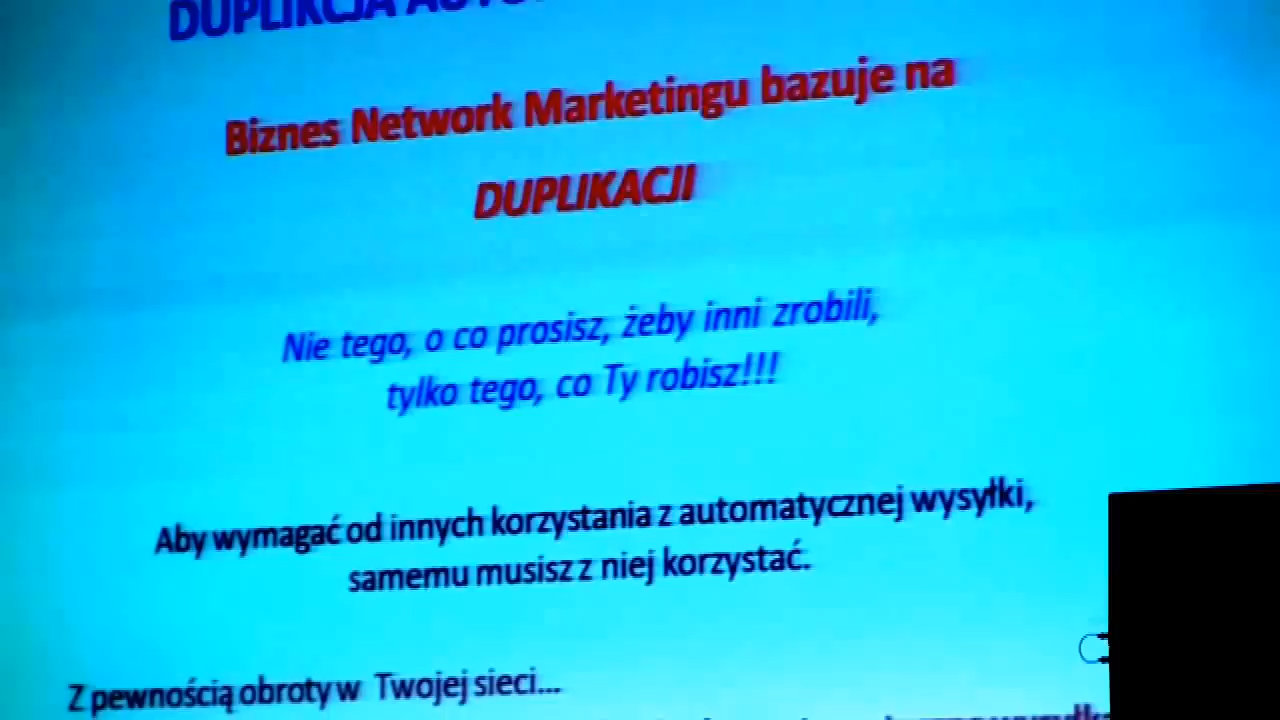 DUPLIKCJA
Biznes Network Marketingu bazuje na
DUPLIKACJI
Nie tego, o co prosisz, żeby inni zrobili,
tylko tego, co Ty robisz!!!
Aby wymagać od innych korzystania z automatycznej wysyłki,
samemu musisz z niej korzystać.
Z pewnością obroty w Twojej sieci...